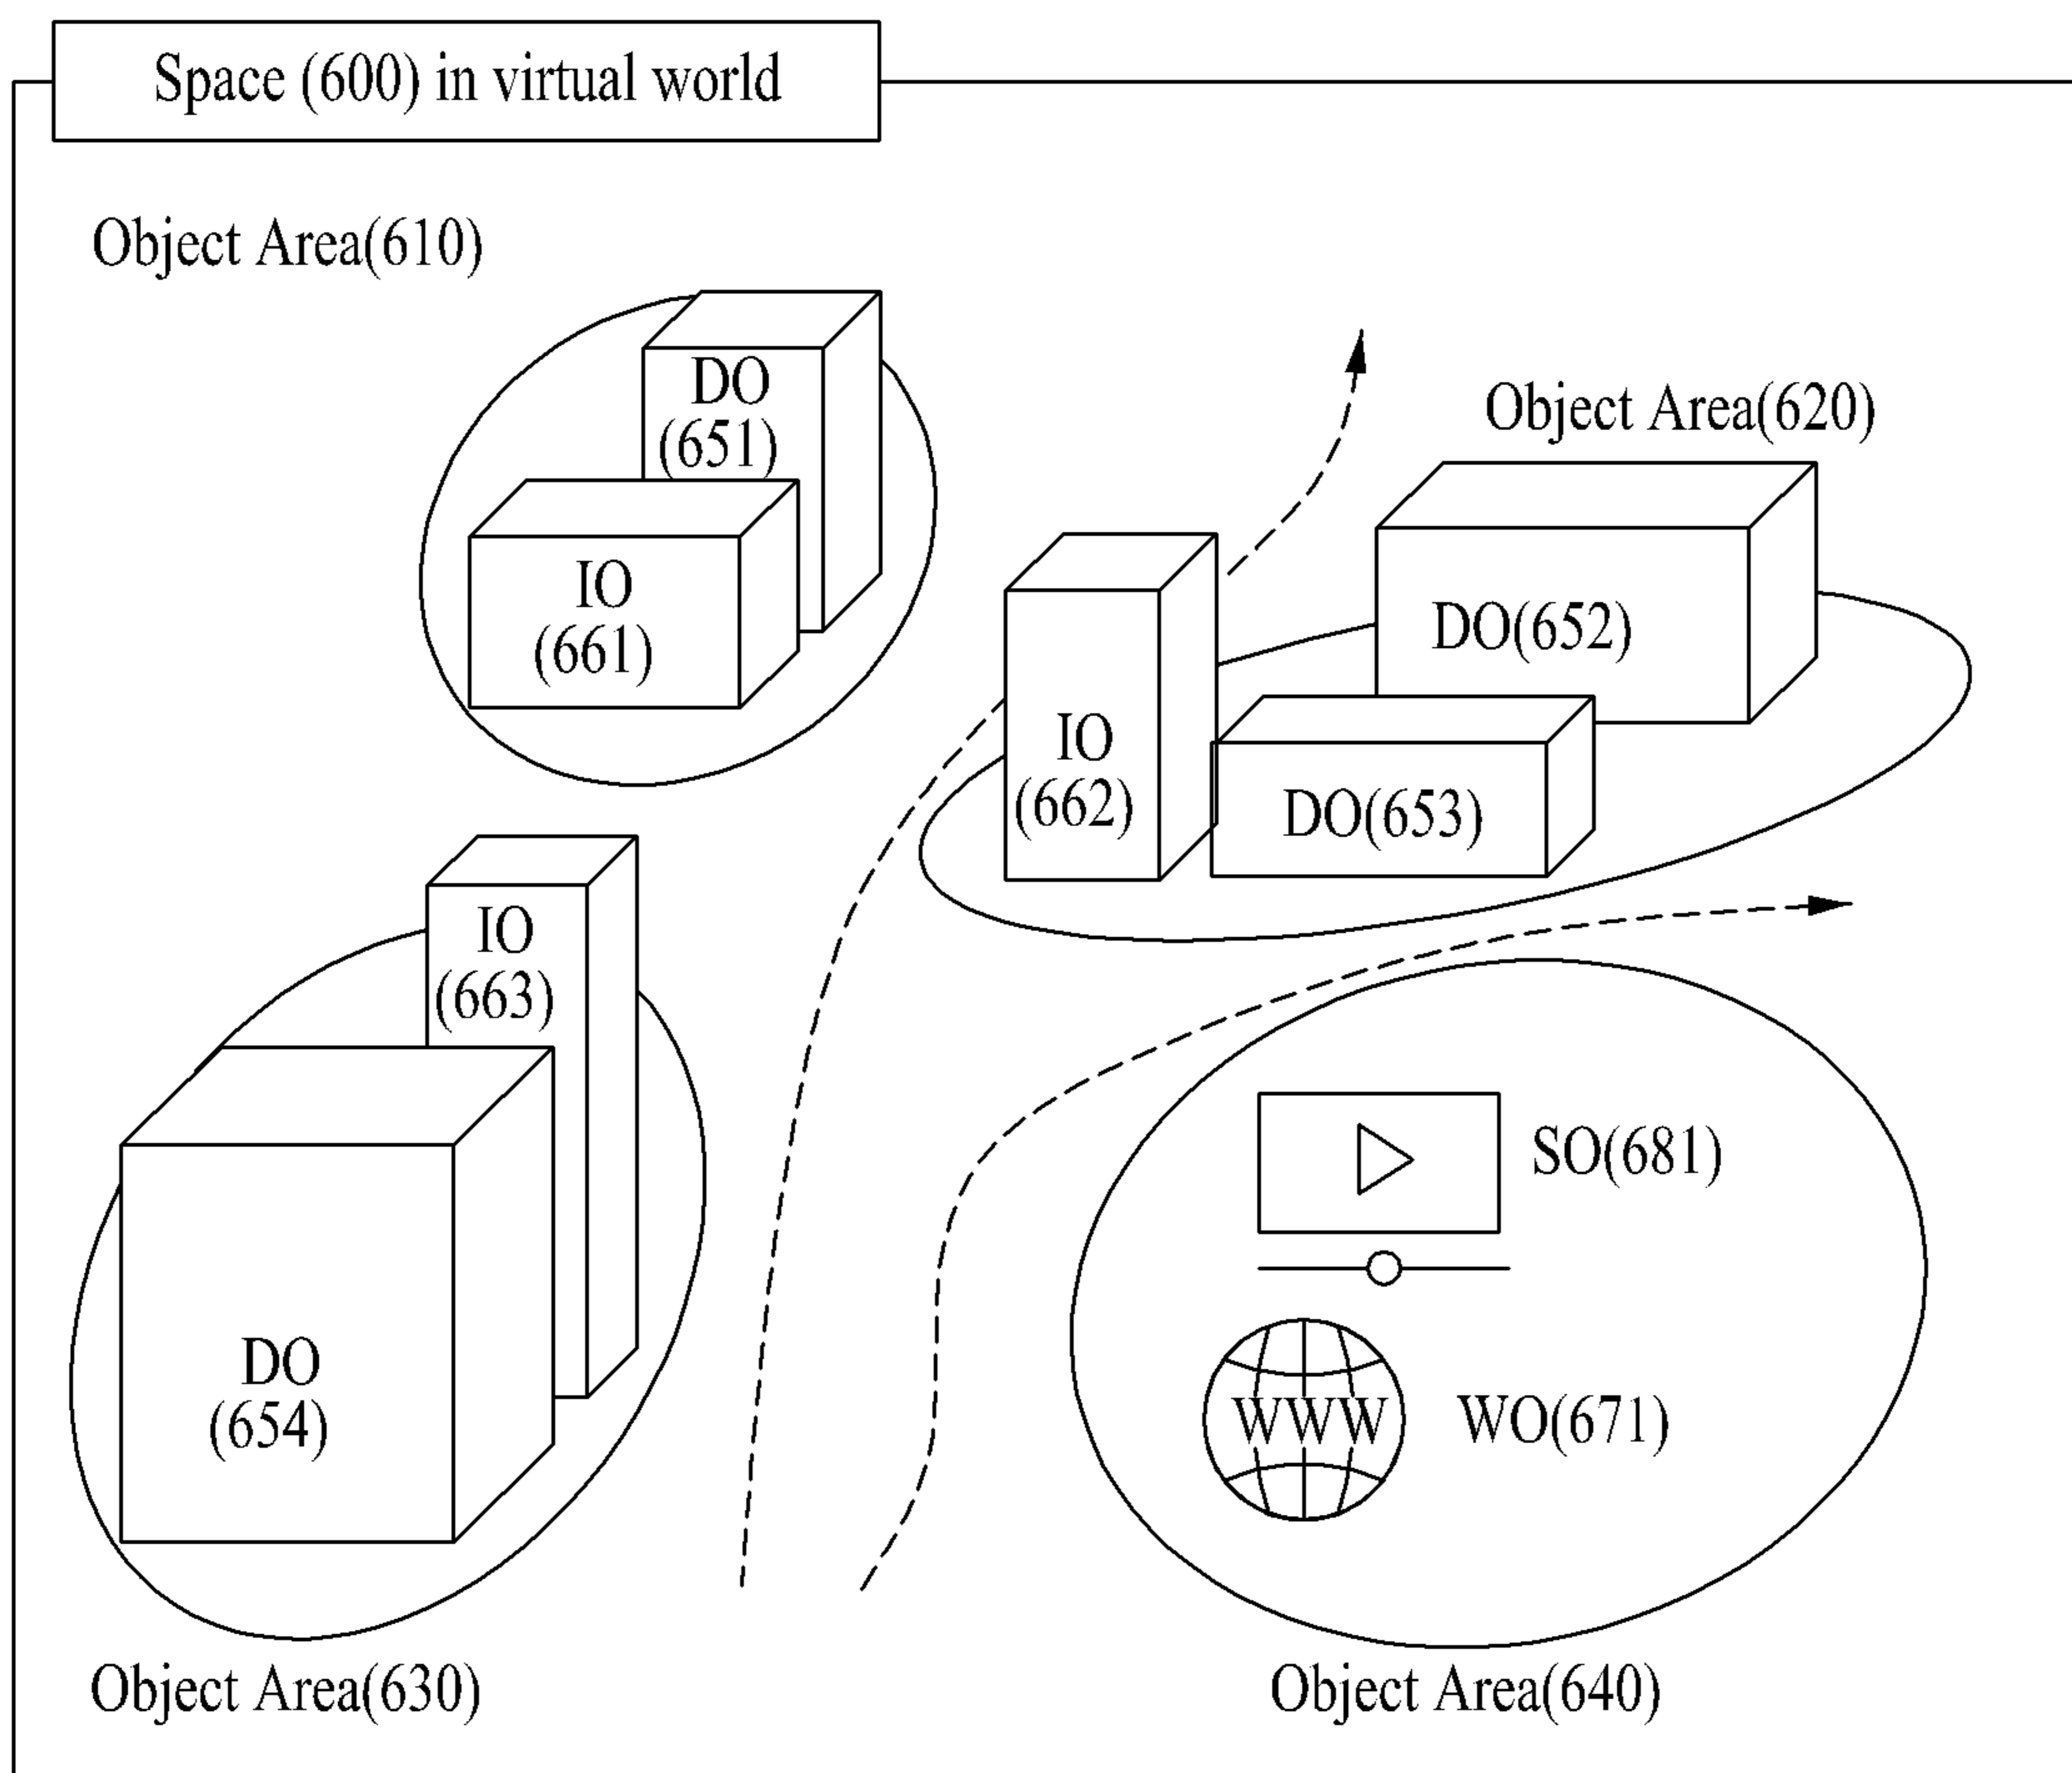 Space (600) in virtual world
Object Area(610)
DO
(651)
IO
(661)
Object Area(620)
DO(652)
IO
(662)
DO(653)
IO
(663)
DO
(654)
Object Area(630)
SO(681)
WWW
WO(671)
Object Area(640)